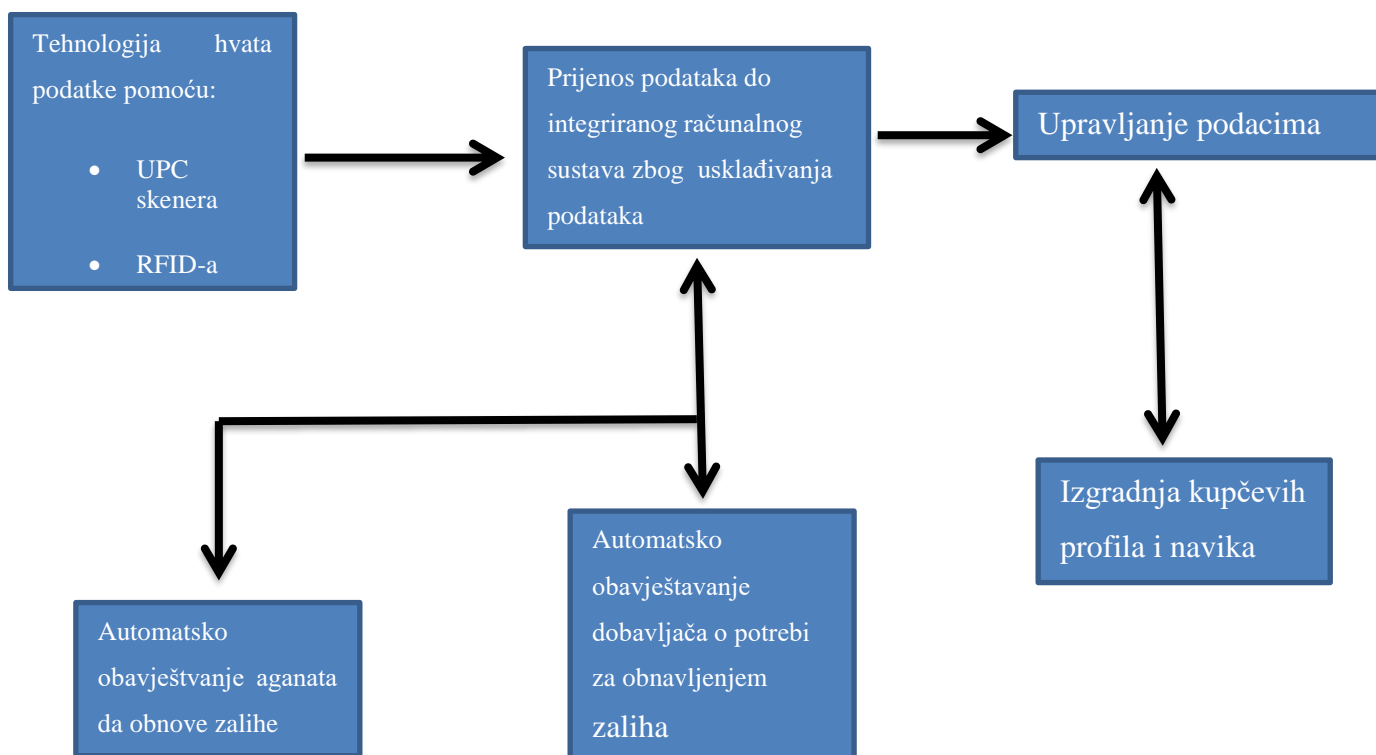 Tehnologija hvata
podatke pomoću:
• UPC
skenera
• RFID-a
Prijenos podataka do
integriranog računalnog
sustava zbog usklađivanja
podataka
Upravljanje podacima
Izgradnja kupčevih
profila i navika
Automatsko
obavještavanje
dobavljača o potrebi
za obnavljenjem
zaliha
Automatsko
obavještvanje aganata
da obnove zalihe